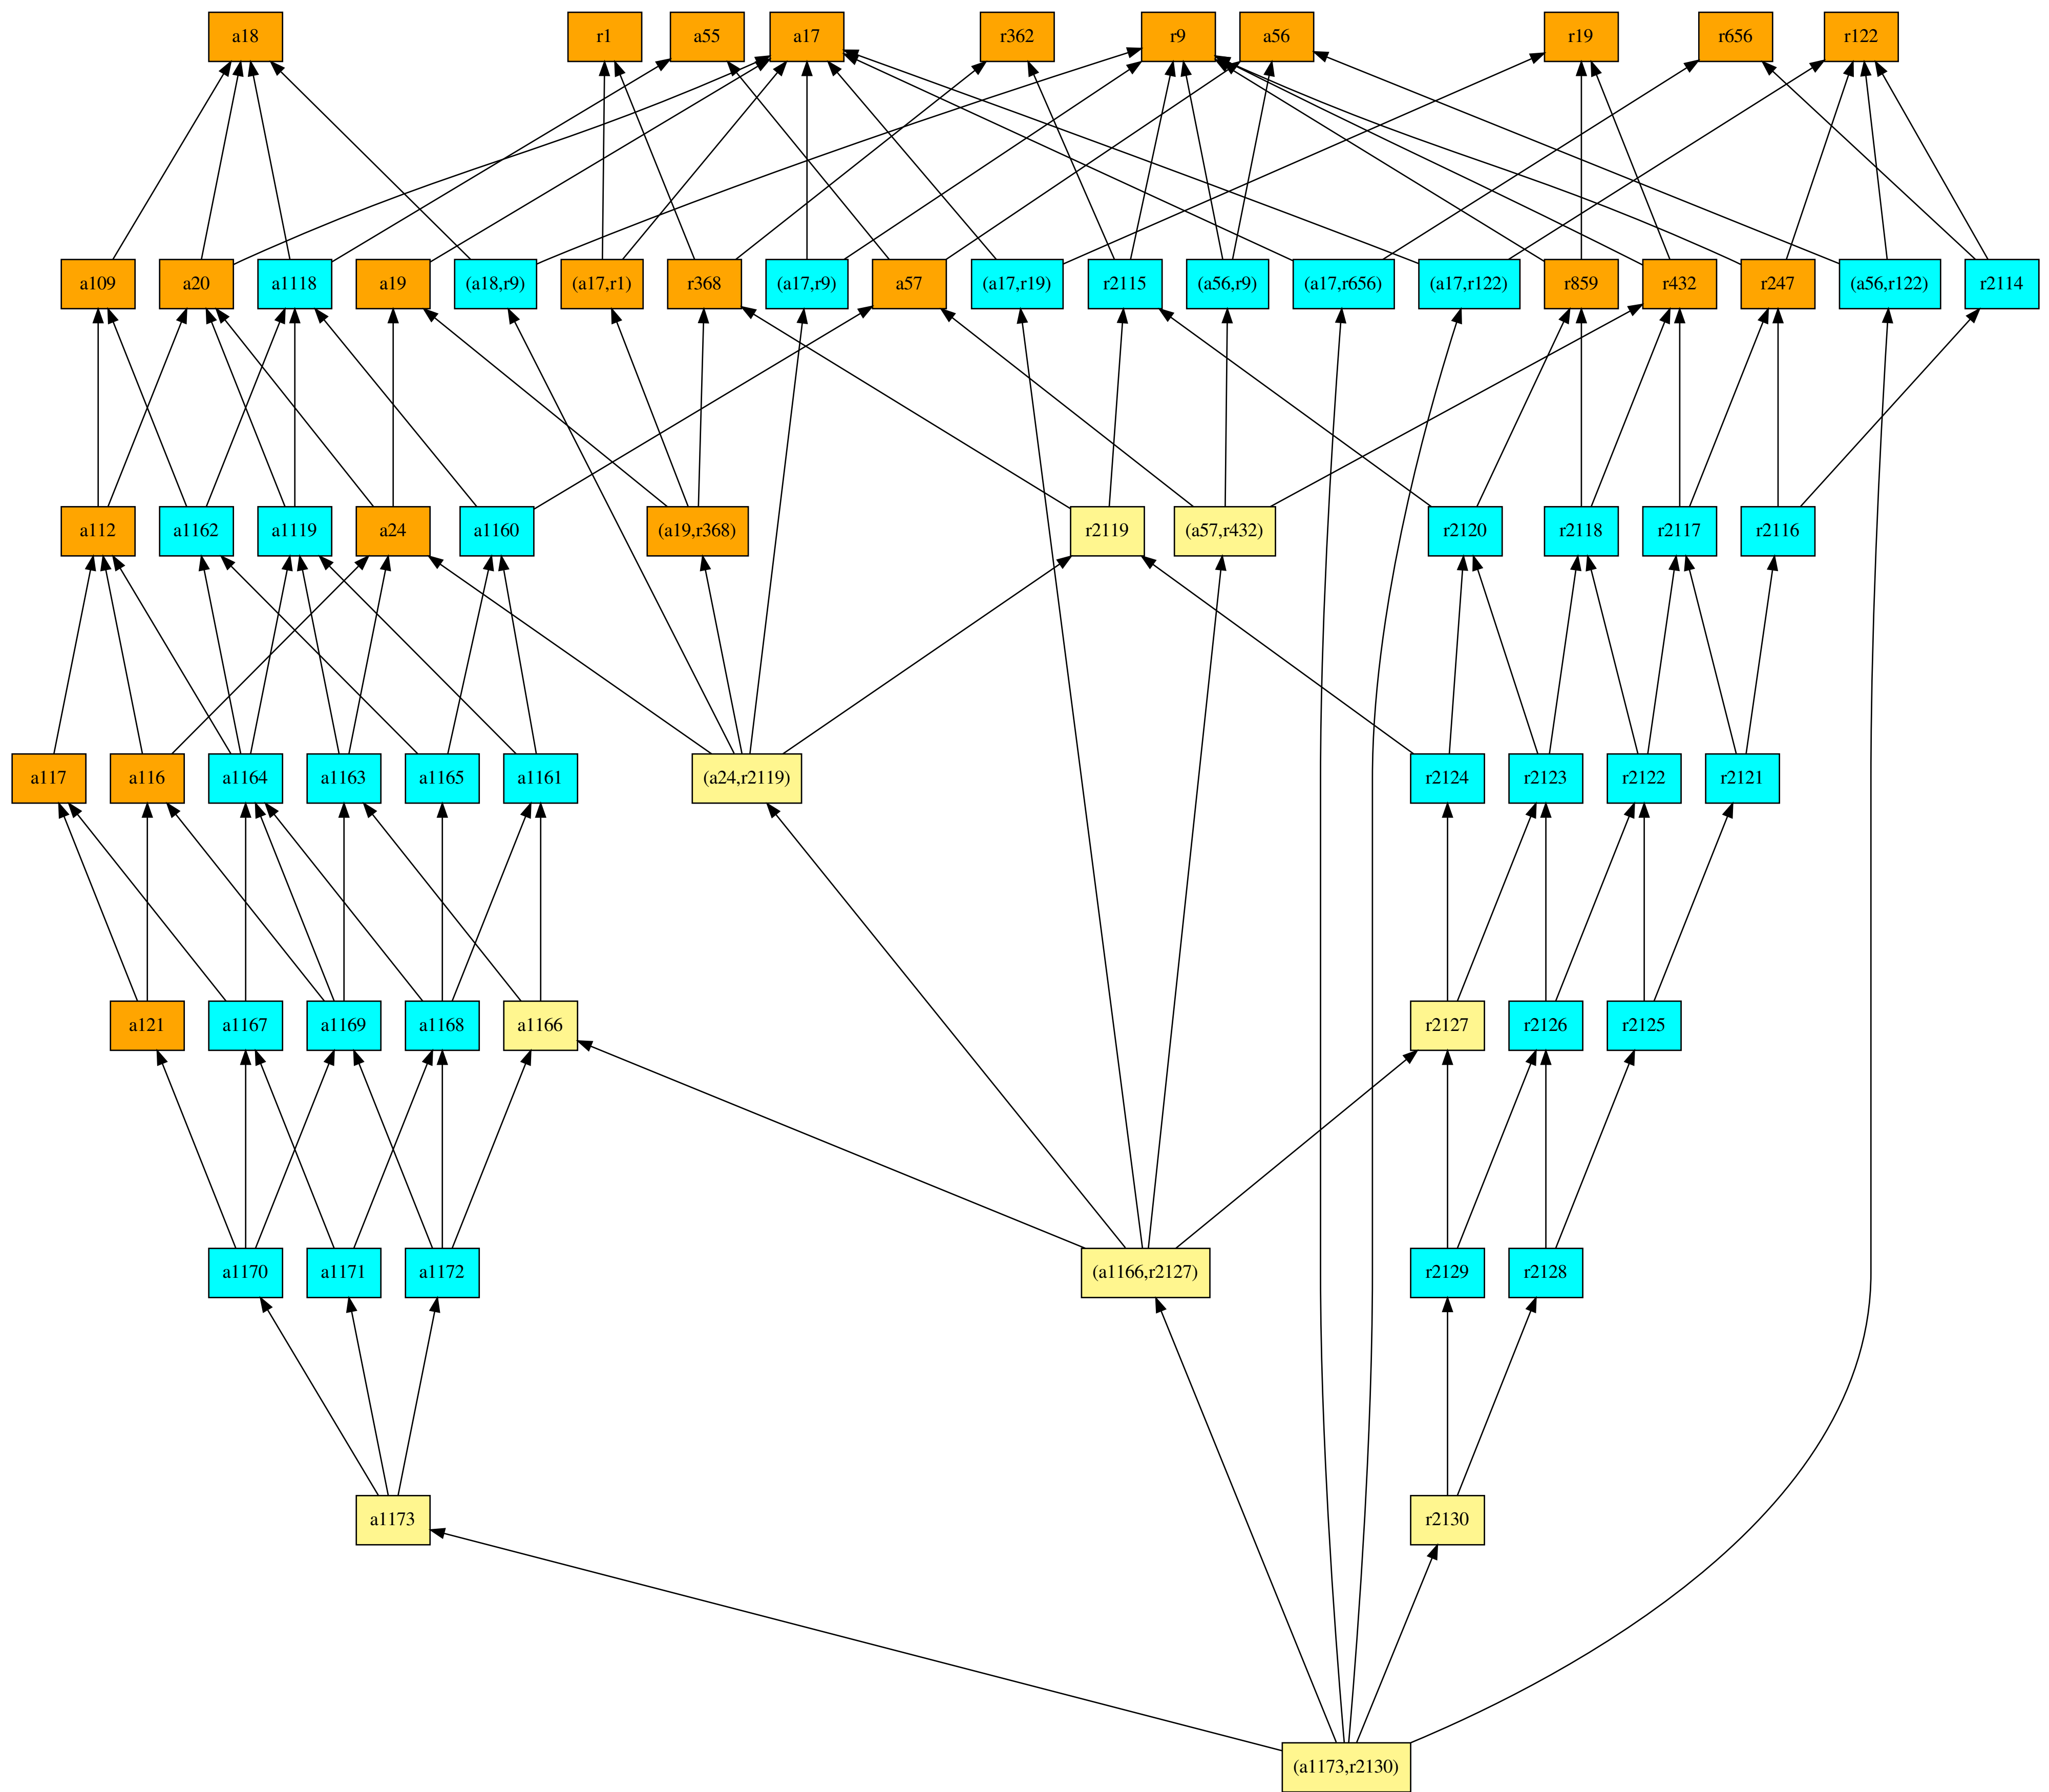 a18
r1
a55
a17
r362
r9
a56
r19
r656
r122
a109
a20
a1118
a19
(a18,r9)
(a17,r1)
r368
(a17,r9)
a57
(a17,r19)
r2115
(a56,r9)
(a17,r656)
(a17,r122)
r859
r432
r247
(a56,r122)
r2114
a112
a1162
a1119
a24
a1160
(a19,r368)
r2119
(a57,r432)
r2120
r2118
r2117
r2116
a117
a116
a1164
a1163
a1165
a1161
(a24,r2119)
r2124
r2123
r2122
r2121
a121
a1167
a1169
a1168
a1166
r2127
r2126
r2125
a1170
a1171
a1172
(a1166,r2127)
r2129
r2128
a1173
r2130
(a1173,r2130)